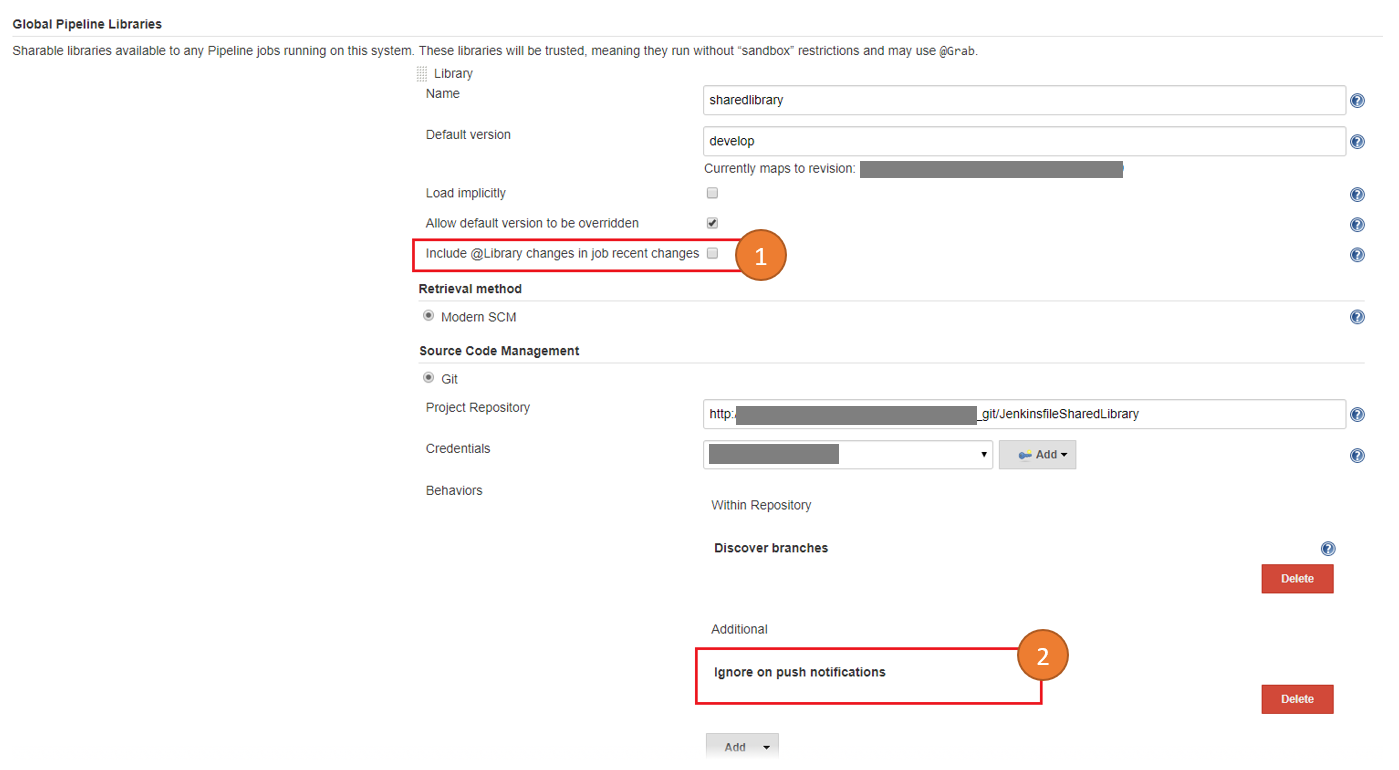 Global Pipeline Libraries
Sharable libraries available to any Pipeline jobs running on this system. These libraries will be trusted, meaning they run without “sandbox” restrictions and may use @Grab.
Library
Name
sharedlibrary
Default version
develop
Currently maps to revision:
Load implicitly
Allow default version to be overridden
Include @Library changes in job recent changes
1
Retrieval method
Modern SCM
Source Code Management
Git
Project Repository
http:/ _git/JenkinsfileSharedLibrary
Credentials
Add
Behaviors
Within Repository
Discover branches
Delete
Additional
2
Ignore on push notifications
Delete
Add